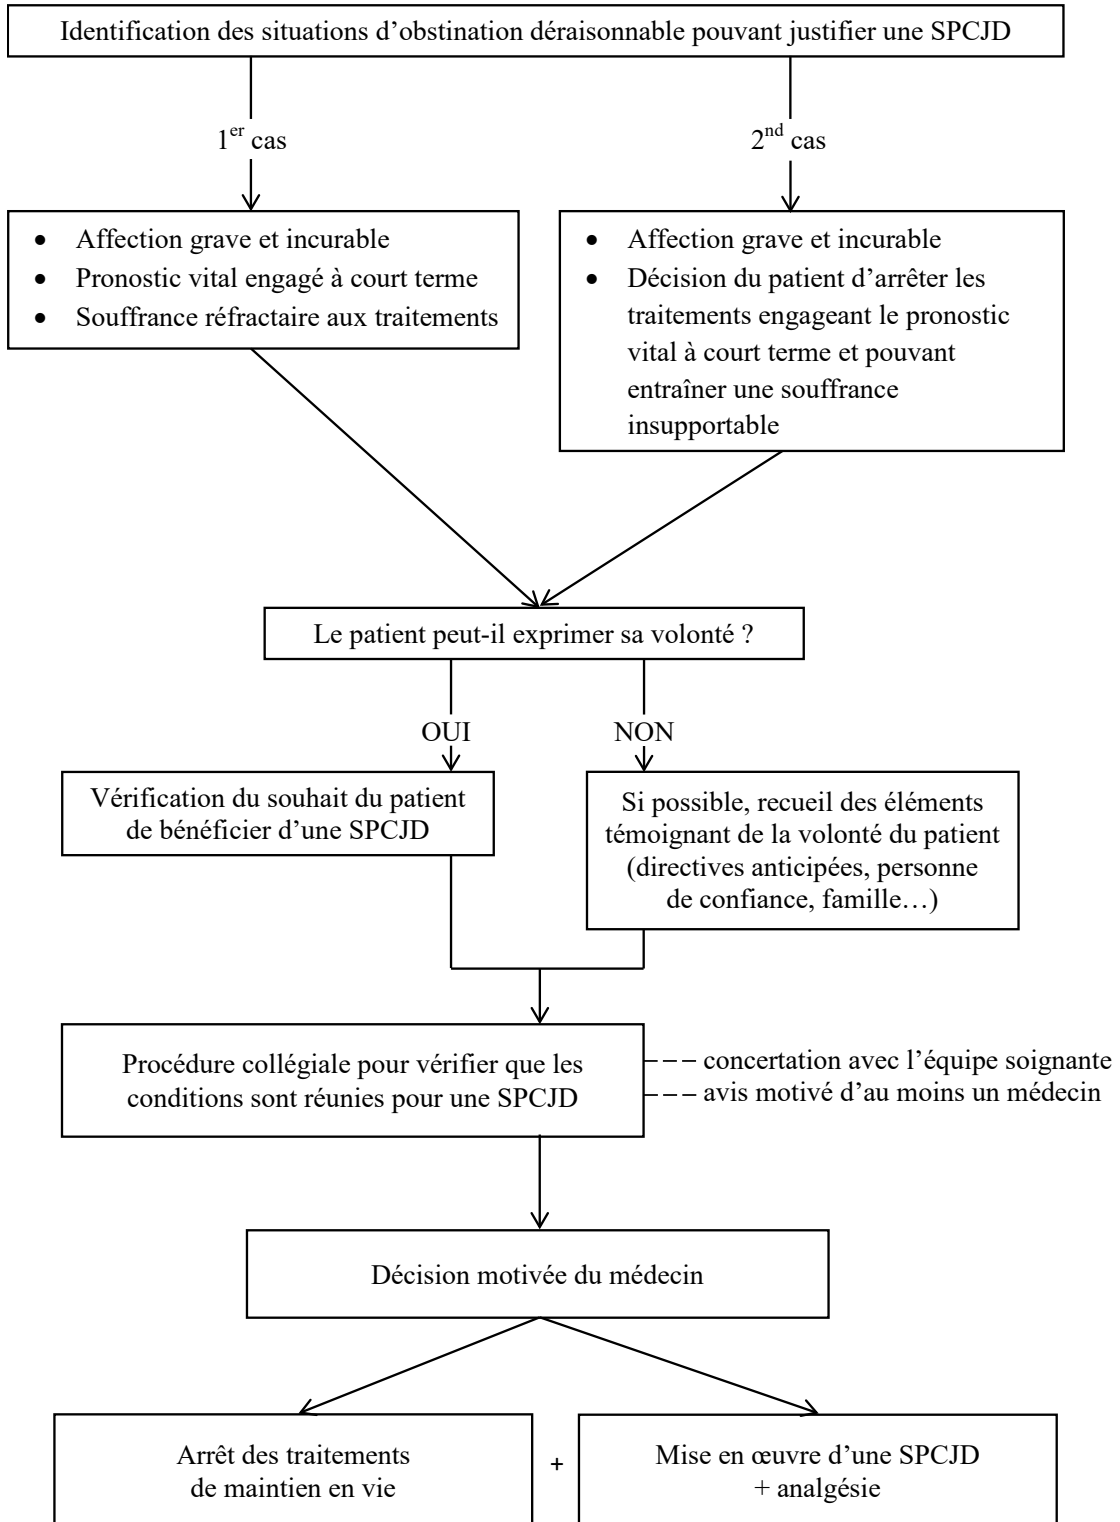 Identification des situations d’obstination déraisonnable pouvant justifier une SPCJD
1er cas
2nd cas
• Affection grave et incurable
• Pronostic vital engagé à court terme
• Souffrance réfractaire aux traitements
• Affection grave et incurable
• Décision du patient d’arrêter les
traitements engageant le pronostic
vital à court terme et pouvant
entraîner une souffrance
insupportable
Le patient peut-il exprimer sa volonté ?
OUI
NON
Vérification du souhait du patient
de bénéficier d’une SPCJD
Si possible, recueil des éléments
témoignant de la volonté du patient
(directives anticipées, personne
de confiance, famille…)
Procédure collégiale pour vérifier que les
conditions sont réunies pour une SPCJD
concertation avec l’équipe soignante
avis motivé d’au moins un médecin
Décision motivée du médecin
Arrêt des traitements
de maintien en vie
+
Mise en œuvre d’une SPCJD
+ analgésie